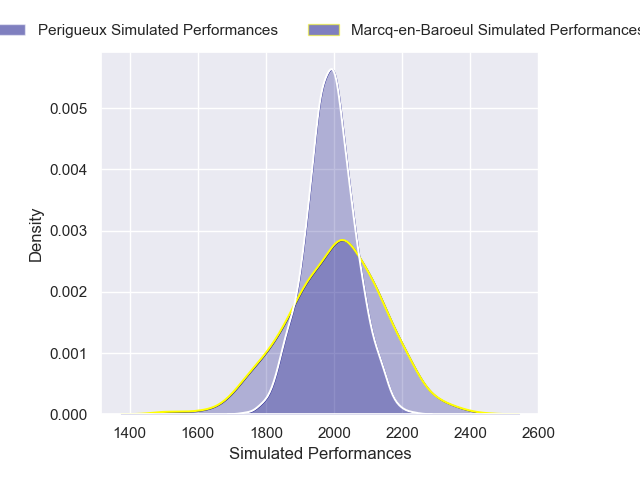 Perigueux Simulated Performances
Marcq-en-Baroeul Simulated Performances
0.005
0.004
0.003
0.002
0.001
0.000
Density
1400 1600 1800 2000 2200 2400 2600
Simulated Performances